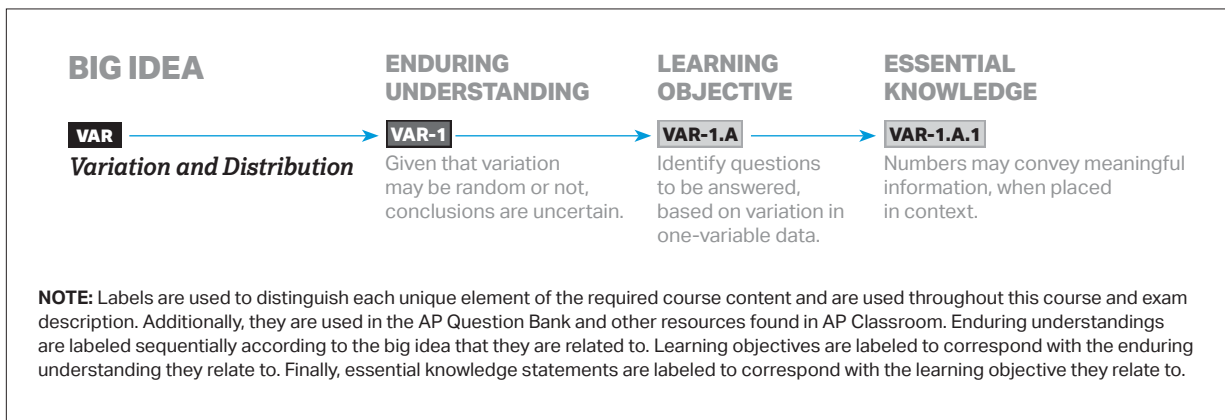 BIG IDEA
VAR
Variation and Distribution
ENDURING
UNDERSTANDING
VAR-1
Given that variation
may be random or not,
conclusions are uncertain.
LEARNING
OBJECTIVE
VAR-1.A
Identify questions
to be answered,
based on variation in
one-variable data.
ESSENTIAL
KNOWLEDGE
VAR-1.A.1
Numbers may convey meaningful
information, when placed
in context.
NOTE: Labels are used to distinguish each unique element of the required course content and are used throughout this course and exam
description. Additionally, they are used in the AP Question Bank and other resources found in AP Classroom. Enduring understandings
are labeled sequentially according to the big idea that they are related to. Learning objectives are labeled to correspond with the enduring
understanding they relate to. Finally, essential knowledge statements are labeled to correspond with the learning objective they relate to.